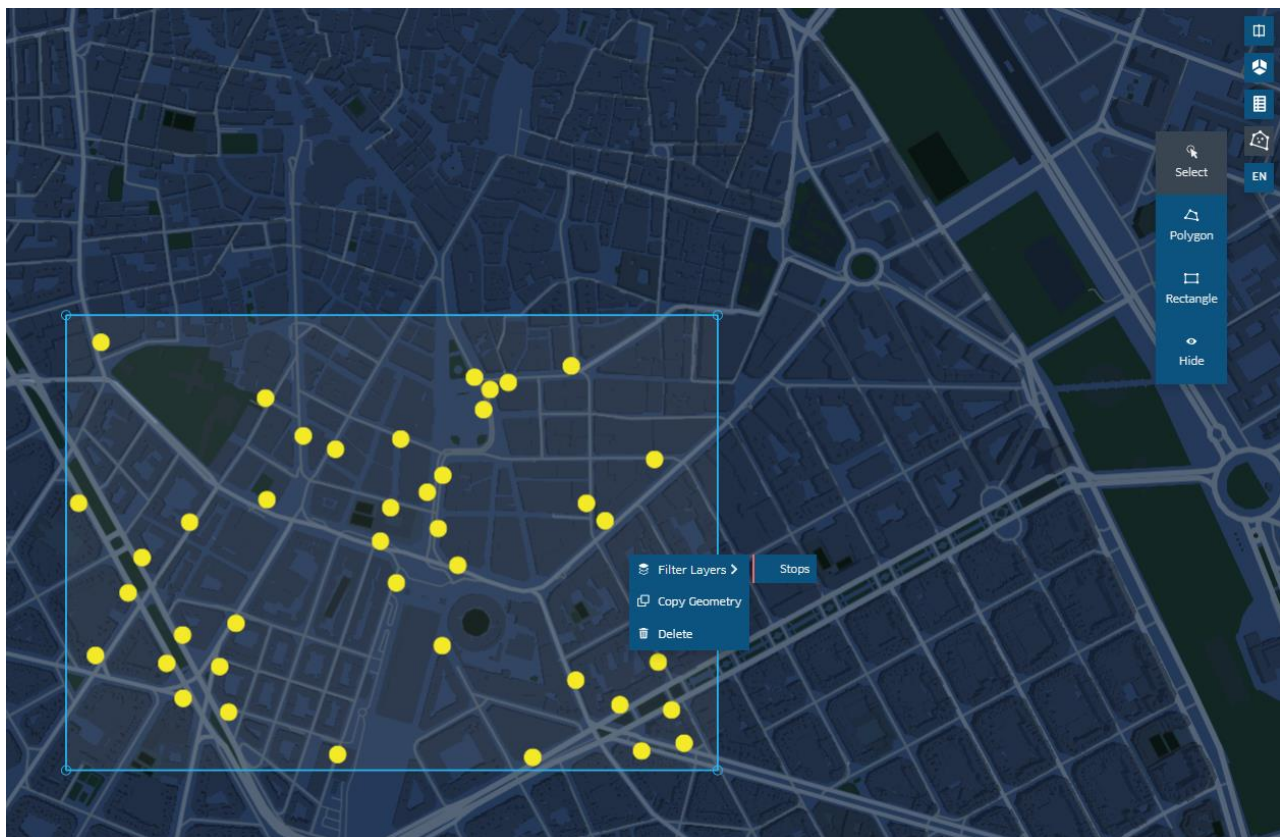 EN
Select
Polygon
Rectangle
Hide
Filter Layers
Stops
Copy Geometry
Delete